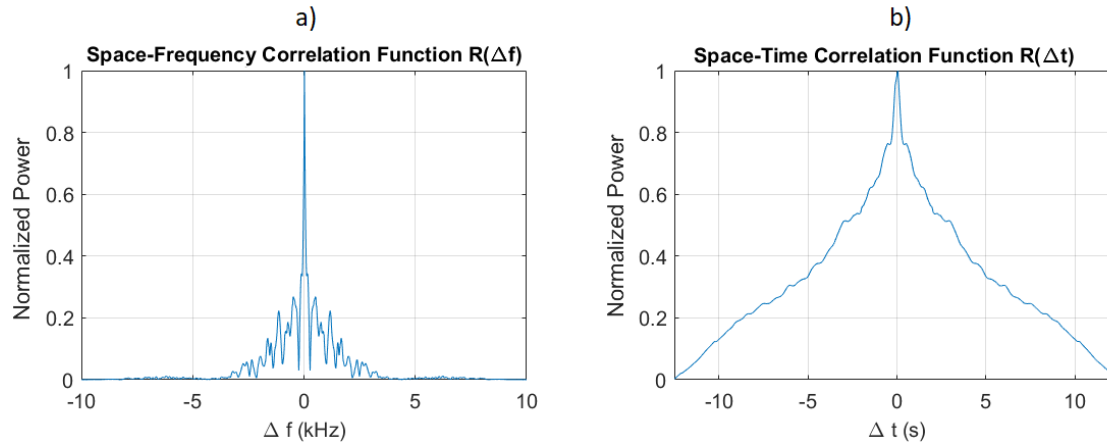 a)
Space-Frequency Correlation Function R(Δf)
1
0.8
0.6
0.4
0.2
0
Normalized Power
-10
-5
0
5
10
Δ f (kHz)
b)
Space-Time Correlation Function R(Δt)
1
0.8
0.6
0.4
0.2
0
Normalized Power
-10
-5
0
5
10
Δ t (s)